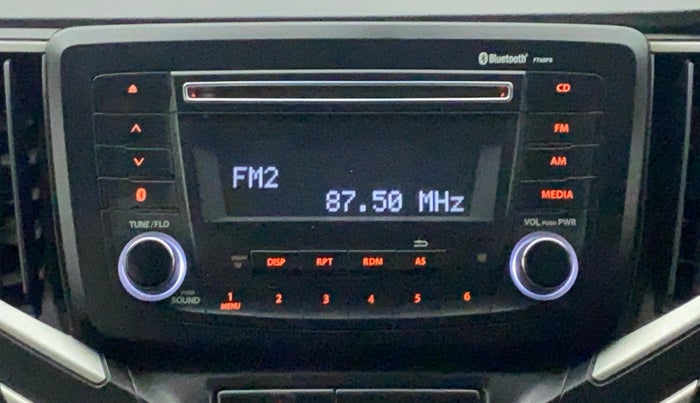 Bluetooth
CD
FM
AM
MEDIA
FM2
87.50 MHz
TUNE/FLD
VOL PUSH PWR
DISP RPT RDM AS
PUSH
SOUND
1 2 3 4 5 6
MENU